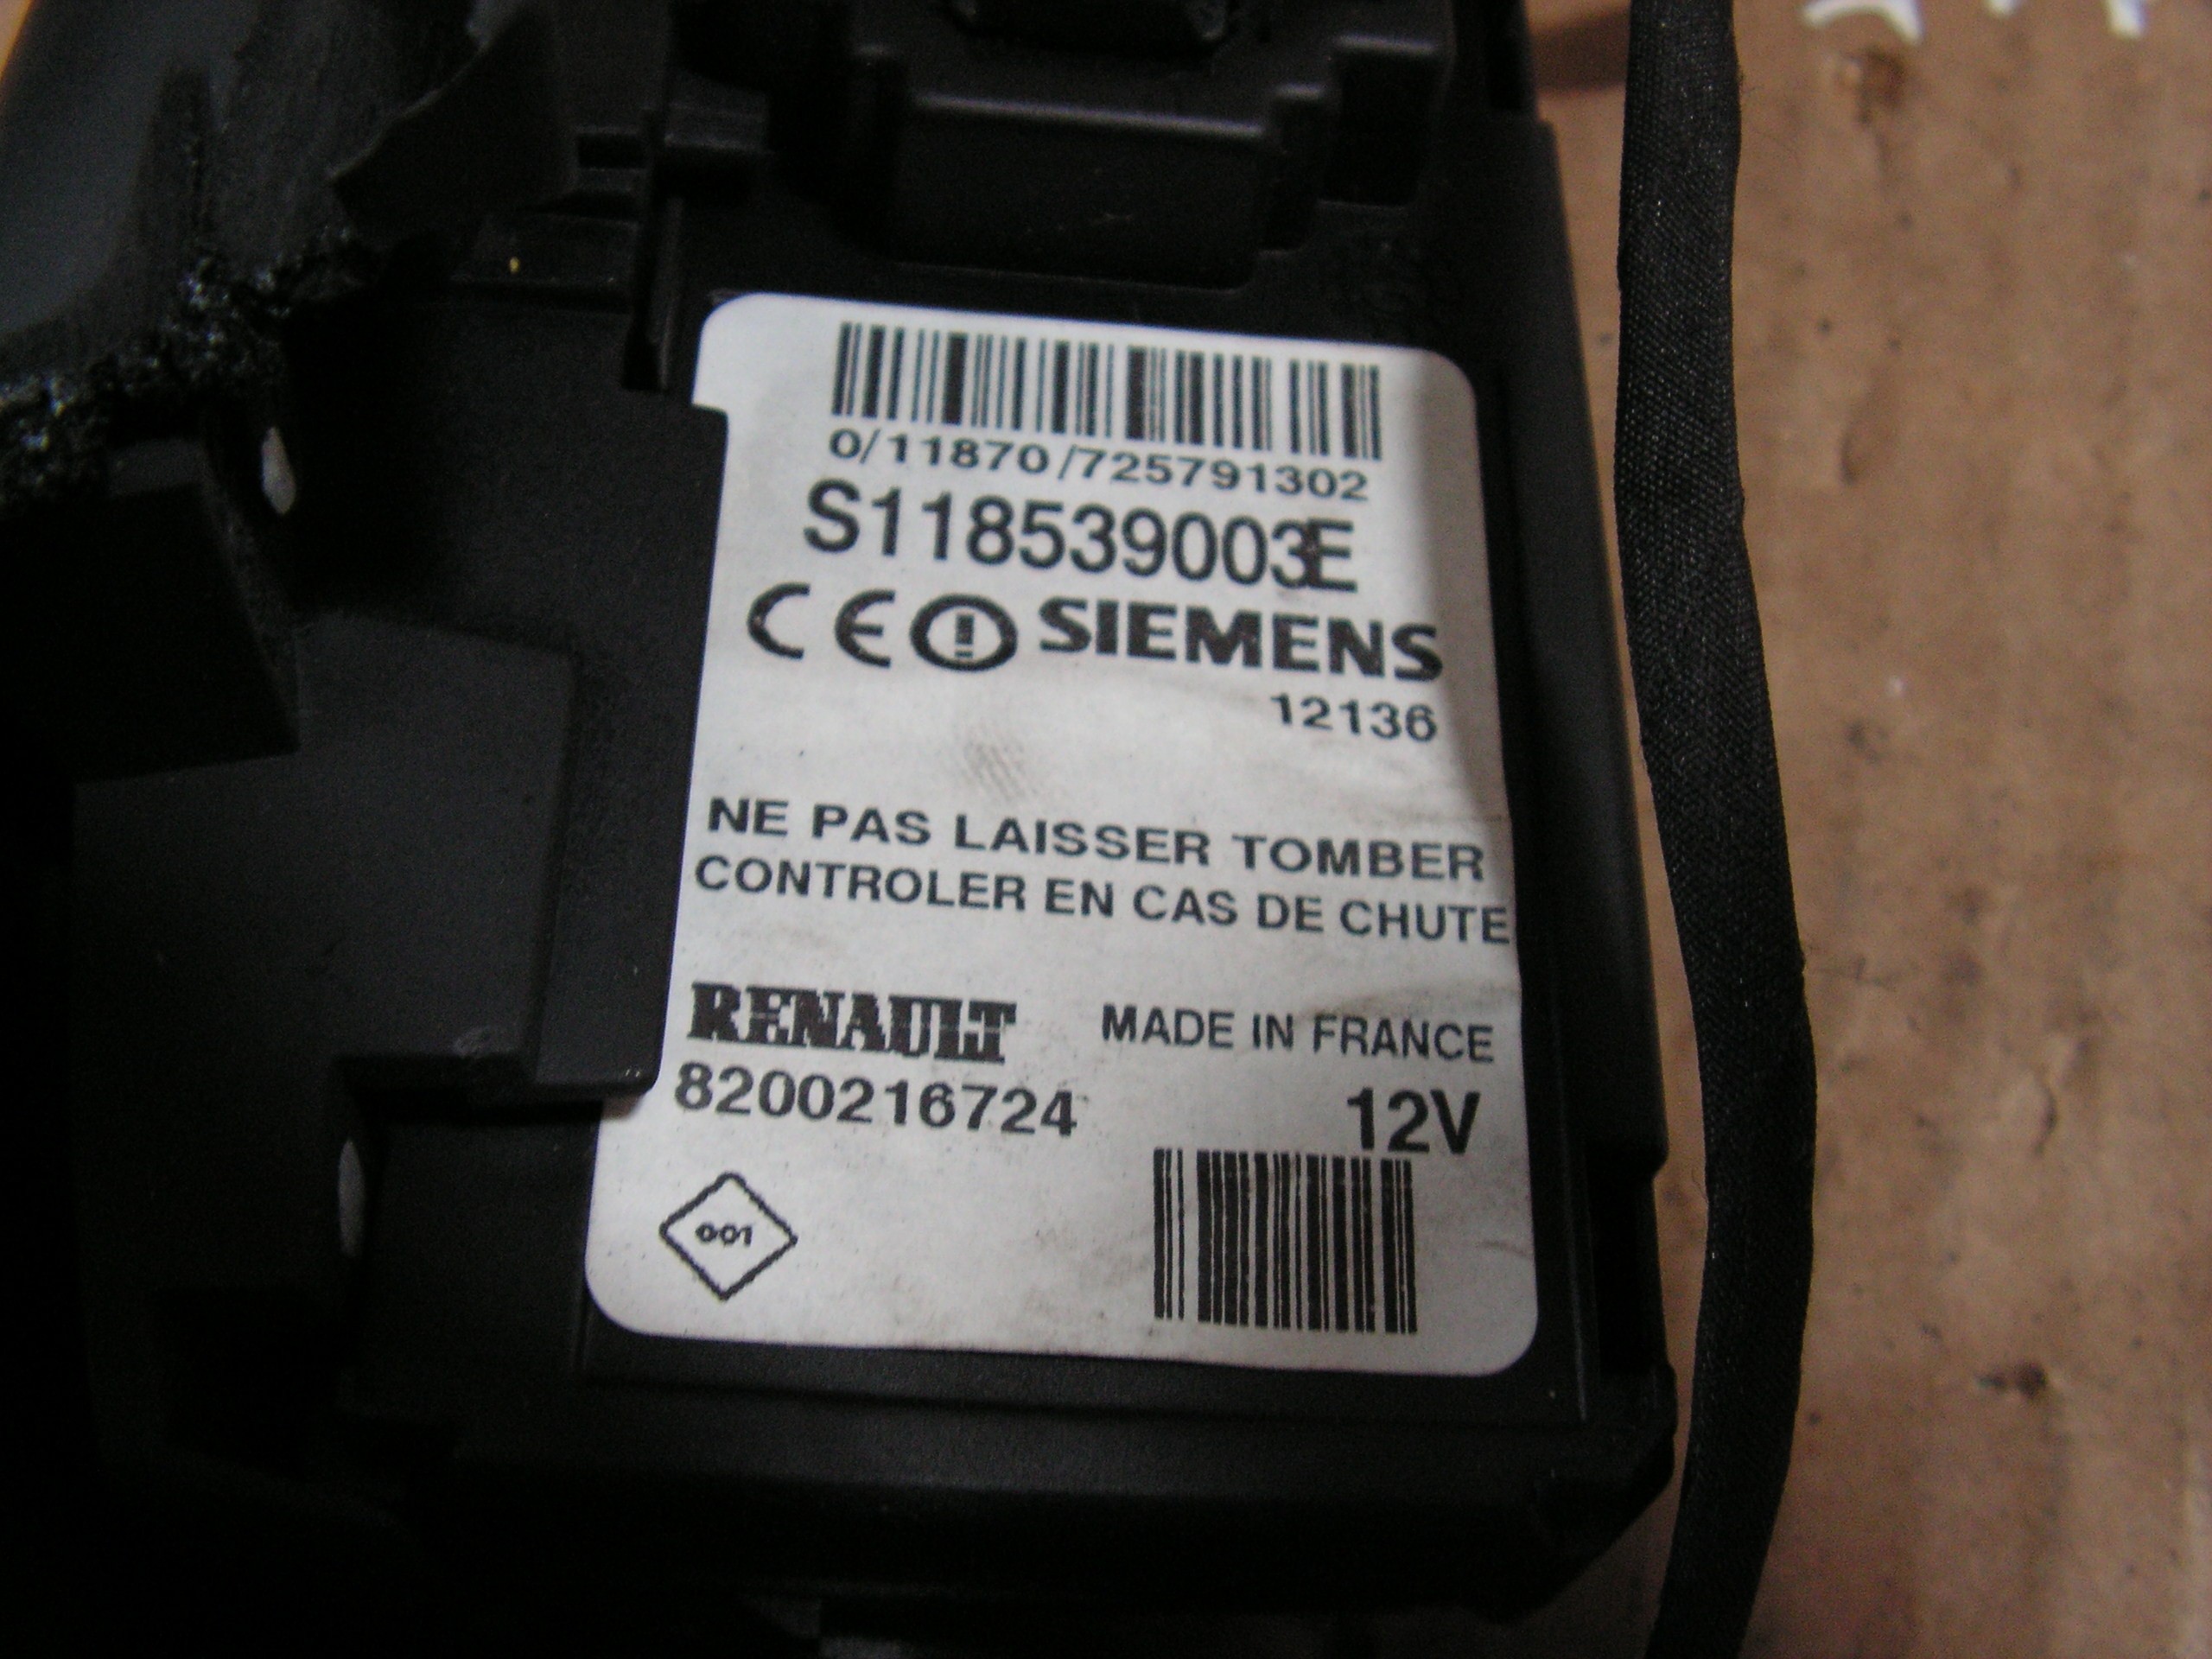 0/11870/725791302
S118539003E
CE SIEMENS
12136
NE PAS LAISSER TOMBER
CONTROLER EN CAS DE CHUTE
RENAULT MADE IN FRANCE
8200216724 12V
001